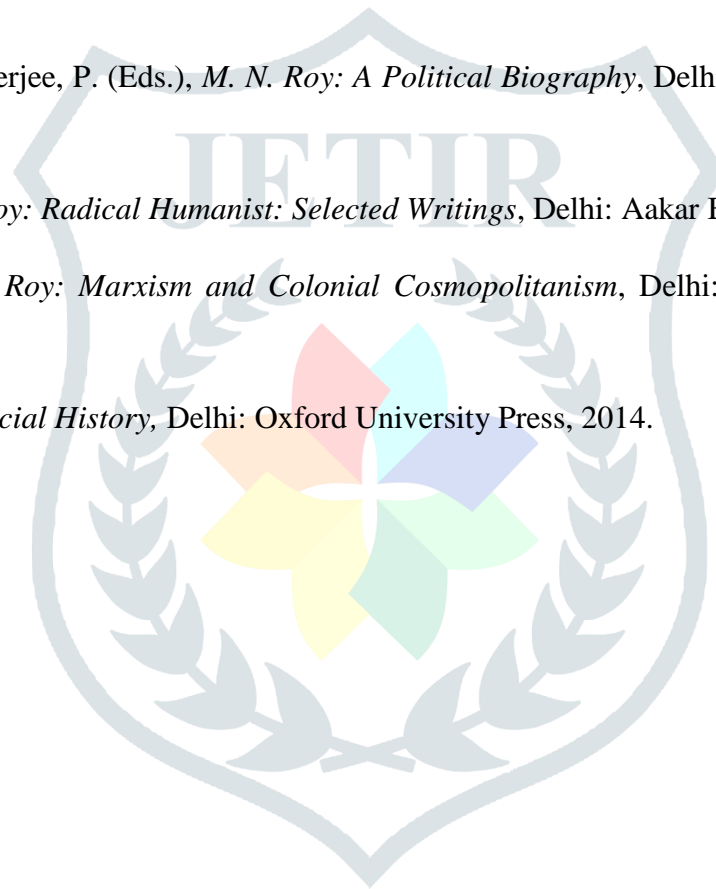 erjee, P. (Eds.), M. N. Roy: A Political Biography, Delh
JETIR
oy: Radical Humanist: Selected Writings, Delhi: Aakar
Roy: Marxism and Colonial Cosmopolitanism, Delhi:
cial History, Delhi: Oxford University Press, 2014.